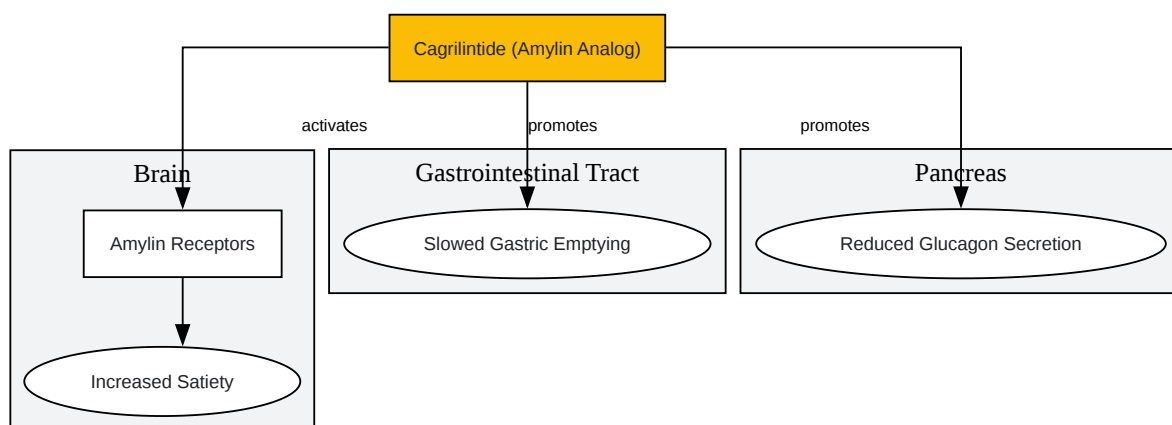 Cagrilintide (Amylin Analog)
activates
promotes
promotes
Brain
Gastrointestinal Tract
Pancreas
Amylin Receptors
Slowed Gastric Emptying
Reduced Glucagon Secretion
Increased Satiety